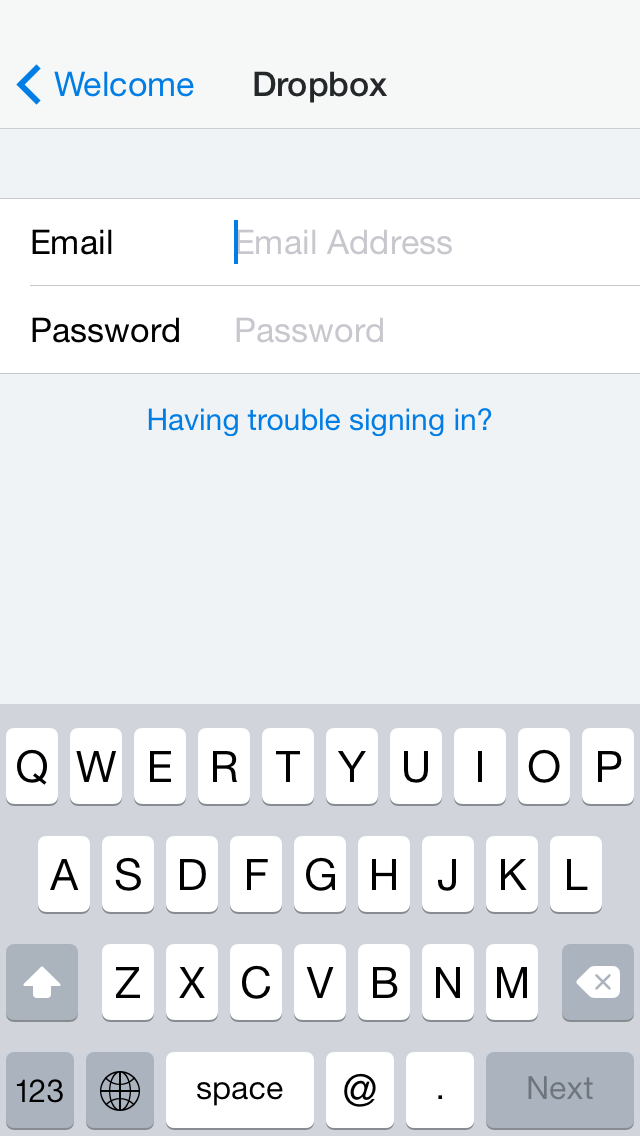 Welcome Dropbox
Email Email Address
Password Password
Having trouble signing in?
Q W E R T Y U I O P
A S D F G H J K L
Z X C V B N M
123 space @ . Next